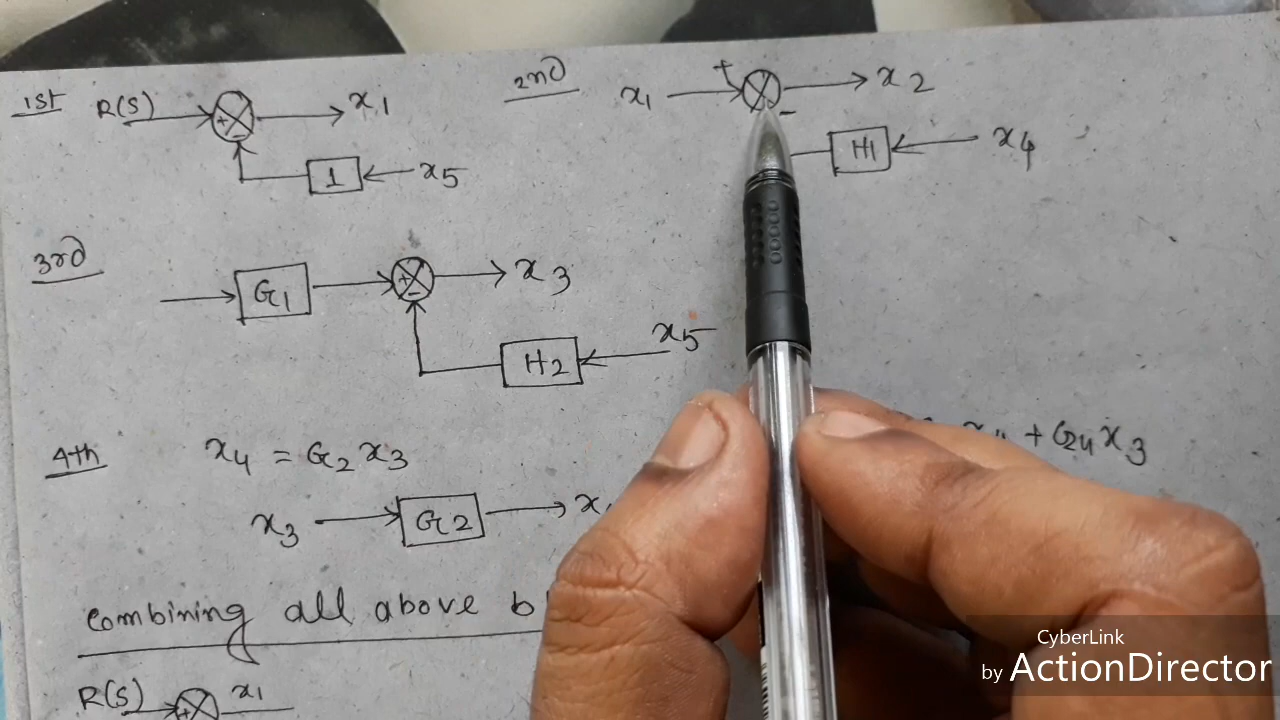 1st R(S) + - x1
1 x5
2nd x1 + - x2
H1 x4
3rd G1 + - x3
H2 x5
4th x4 = G2 x3
x4 + G4 x3
x3 G2 x
Combining all above
R(S) + x1
CyberLink
by ActionDirector